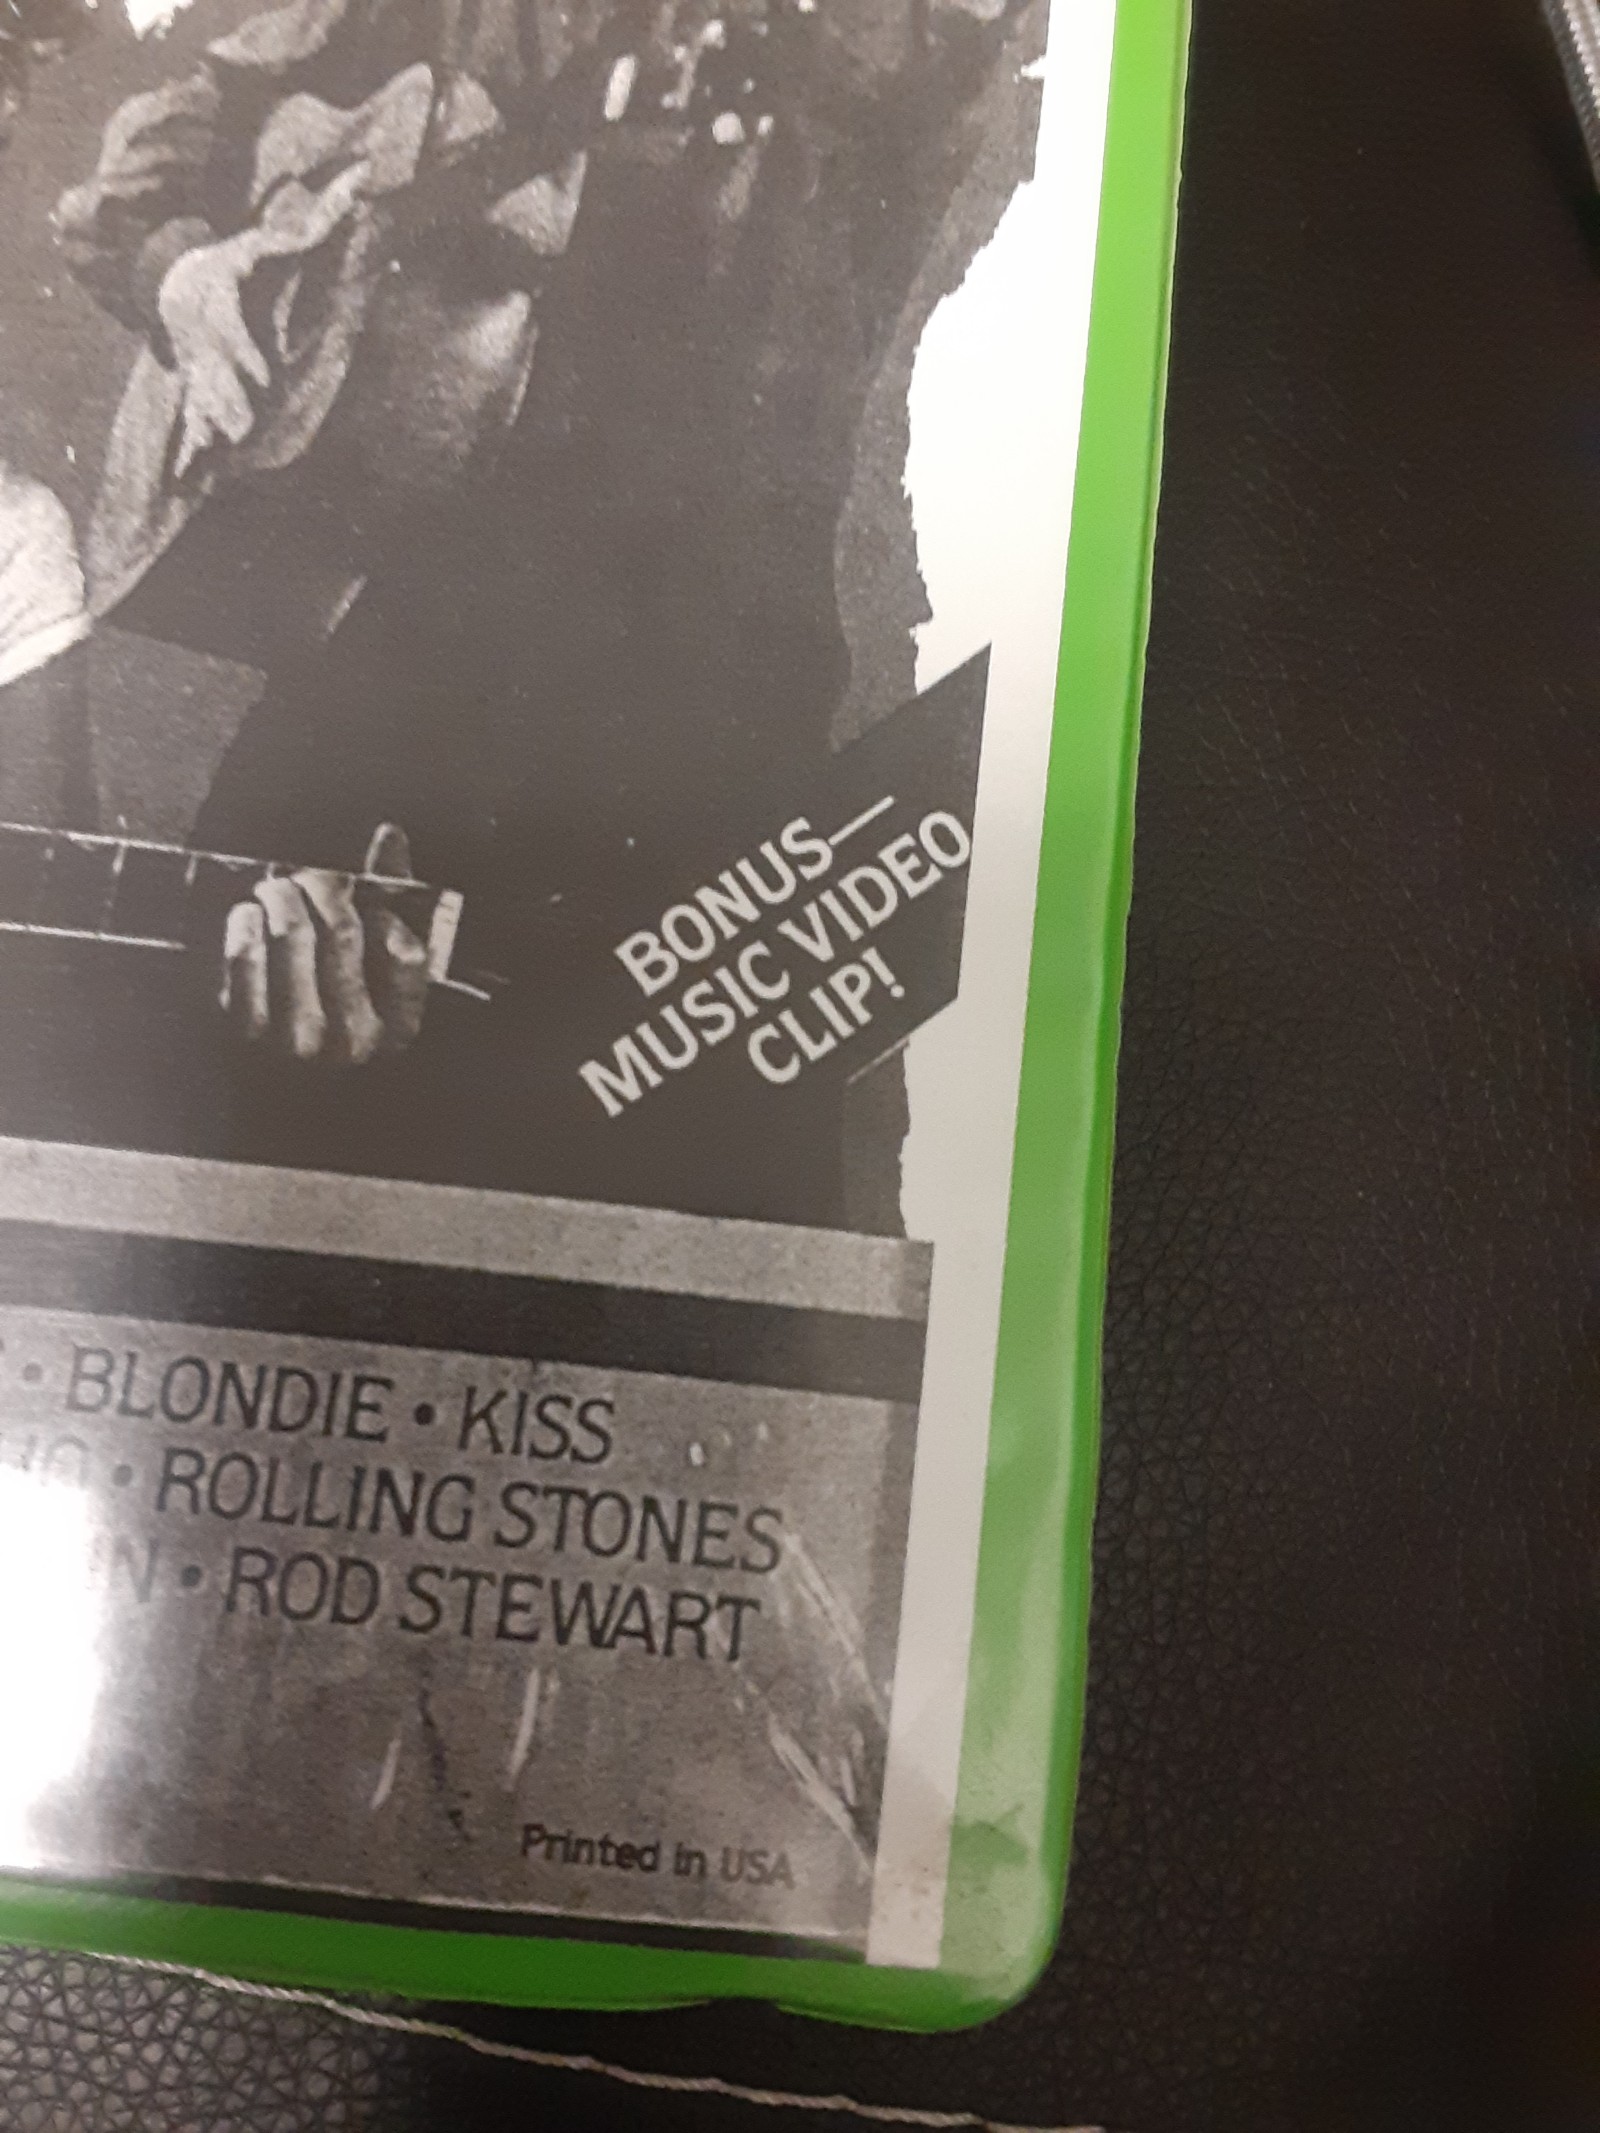 BONUS—
MUSIC VIDEO
CLIP!
• BLONDIE • KISS
• ROLLING STONES
• ROD STEWART
Printed in USA